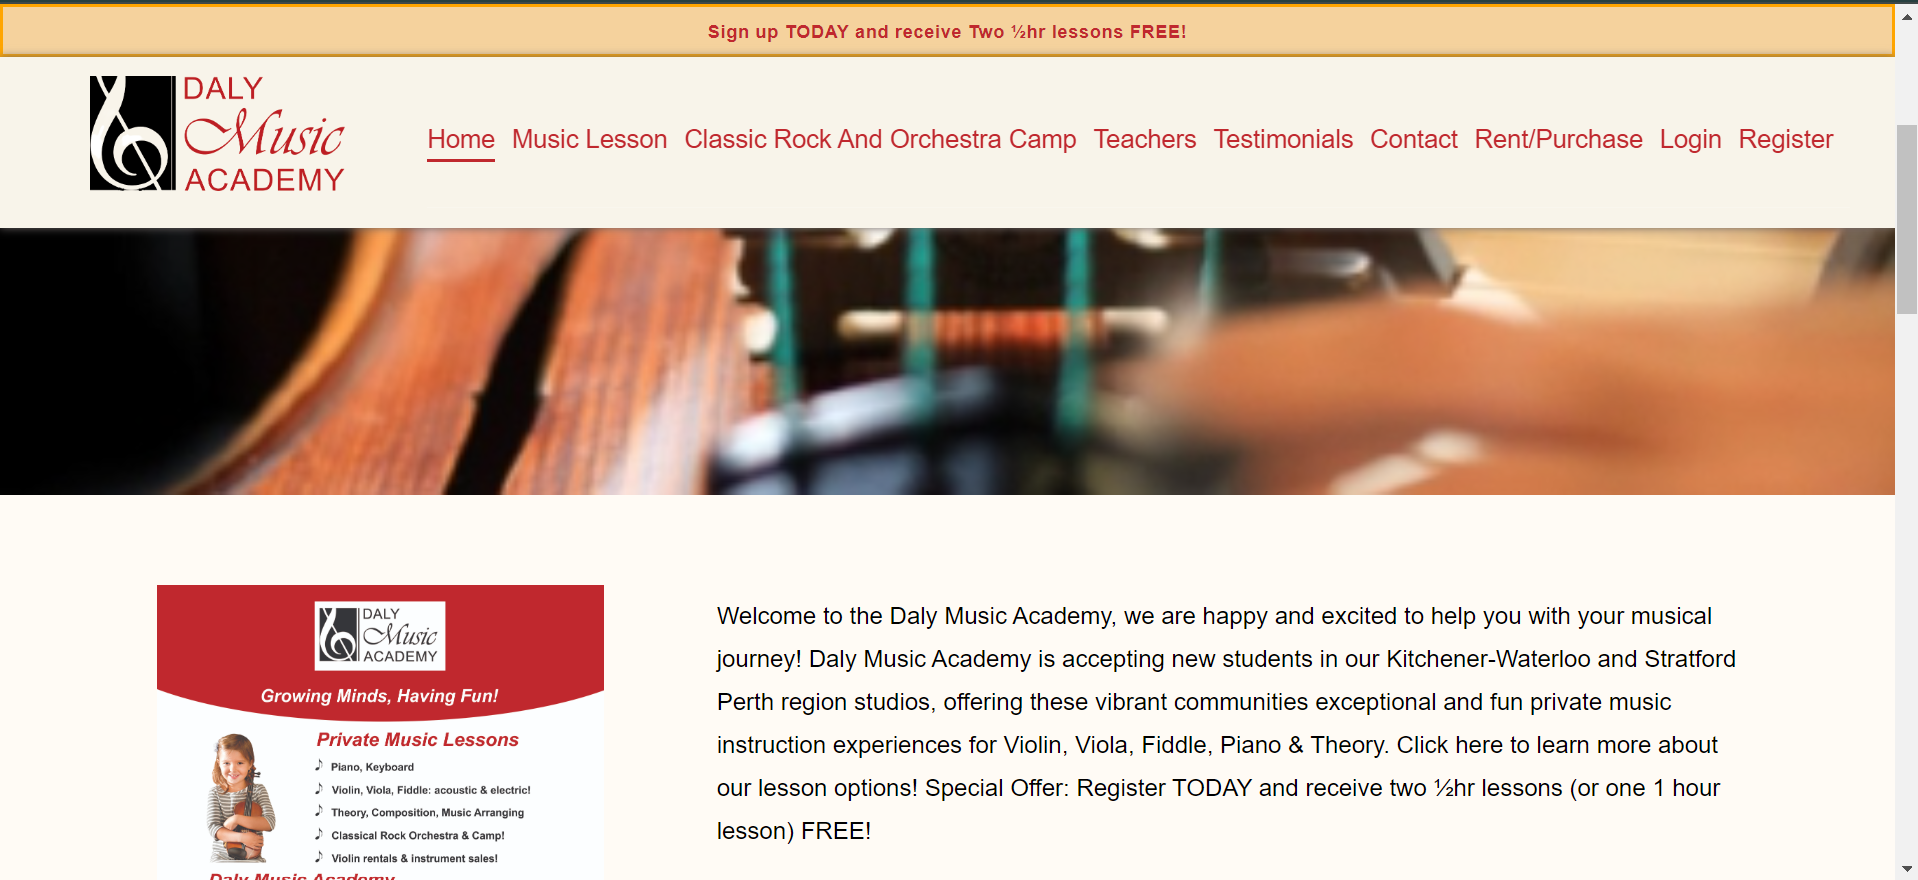 Sign up TODAY and receive Two ½hr lessons FREE!
DALY
Music
ACADEMY
Home Music Lesson Classic Rock And Orchestra Camp Teachers Testimonials Contact Rent/Purchase Login Register
DALY
Music
ACADEMY
Growing Minds, Having Fun!
Private Music Lessons
Piano, Keyboard
Violin, Viola, Fiddle: acoustic & electric!
Theory, Composition, Music Arranging
Classical Rock Orchestra & Camp!
Violin rentals & instrument sales!
Daly Music Academy
Welcome to the Daly Music Academy, we are happy and excited to help you with your musical
journey! Daly Music Academy is accepting new students in our Kitchener-Waterloo and Stratford
Perth region studios, offering these vibrant communities exceptional and fun private music
instruction experiences for Violin, Viola, Fiddle, Piano & Theory. Click here to learn more about
our lesson options! Special Offer: Register TODAY and receive two ½hr lessons (or one 1 hour
lesson) FREE!